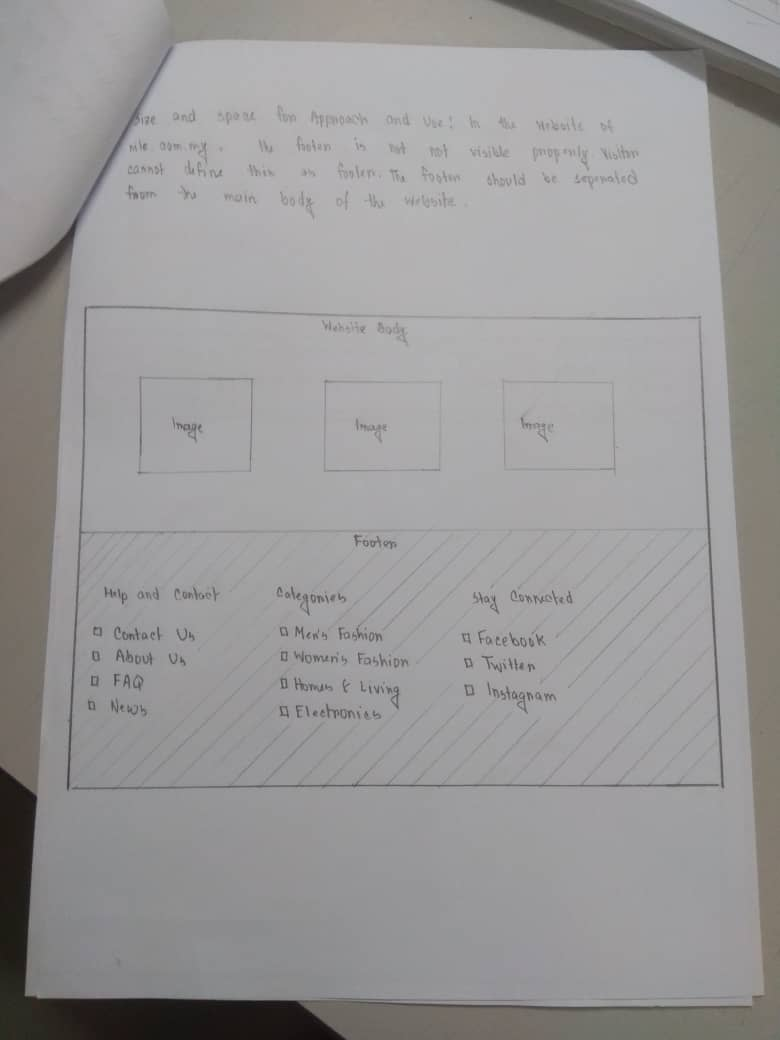 Size and space for Approach and Use: In the website of
.com.my. The footer is not not visible properly. Visitor
cannot define this as footer. The footer should be seperated
from the main body of the website.
Website Body
Image Image Image
Footer
Help and Contact Categories Stay Connected
Contact Us Men's Fashion Facebook
About Us Women's Fashion Twitter
FAQ Homes & Living Instagram
News Electronics